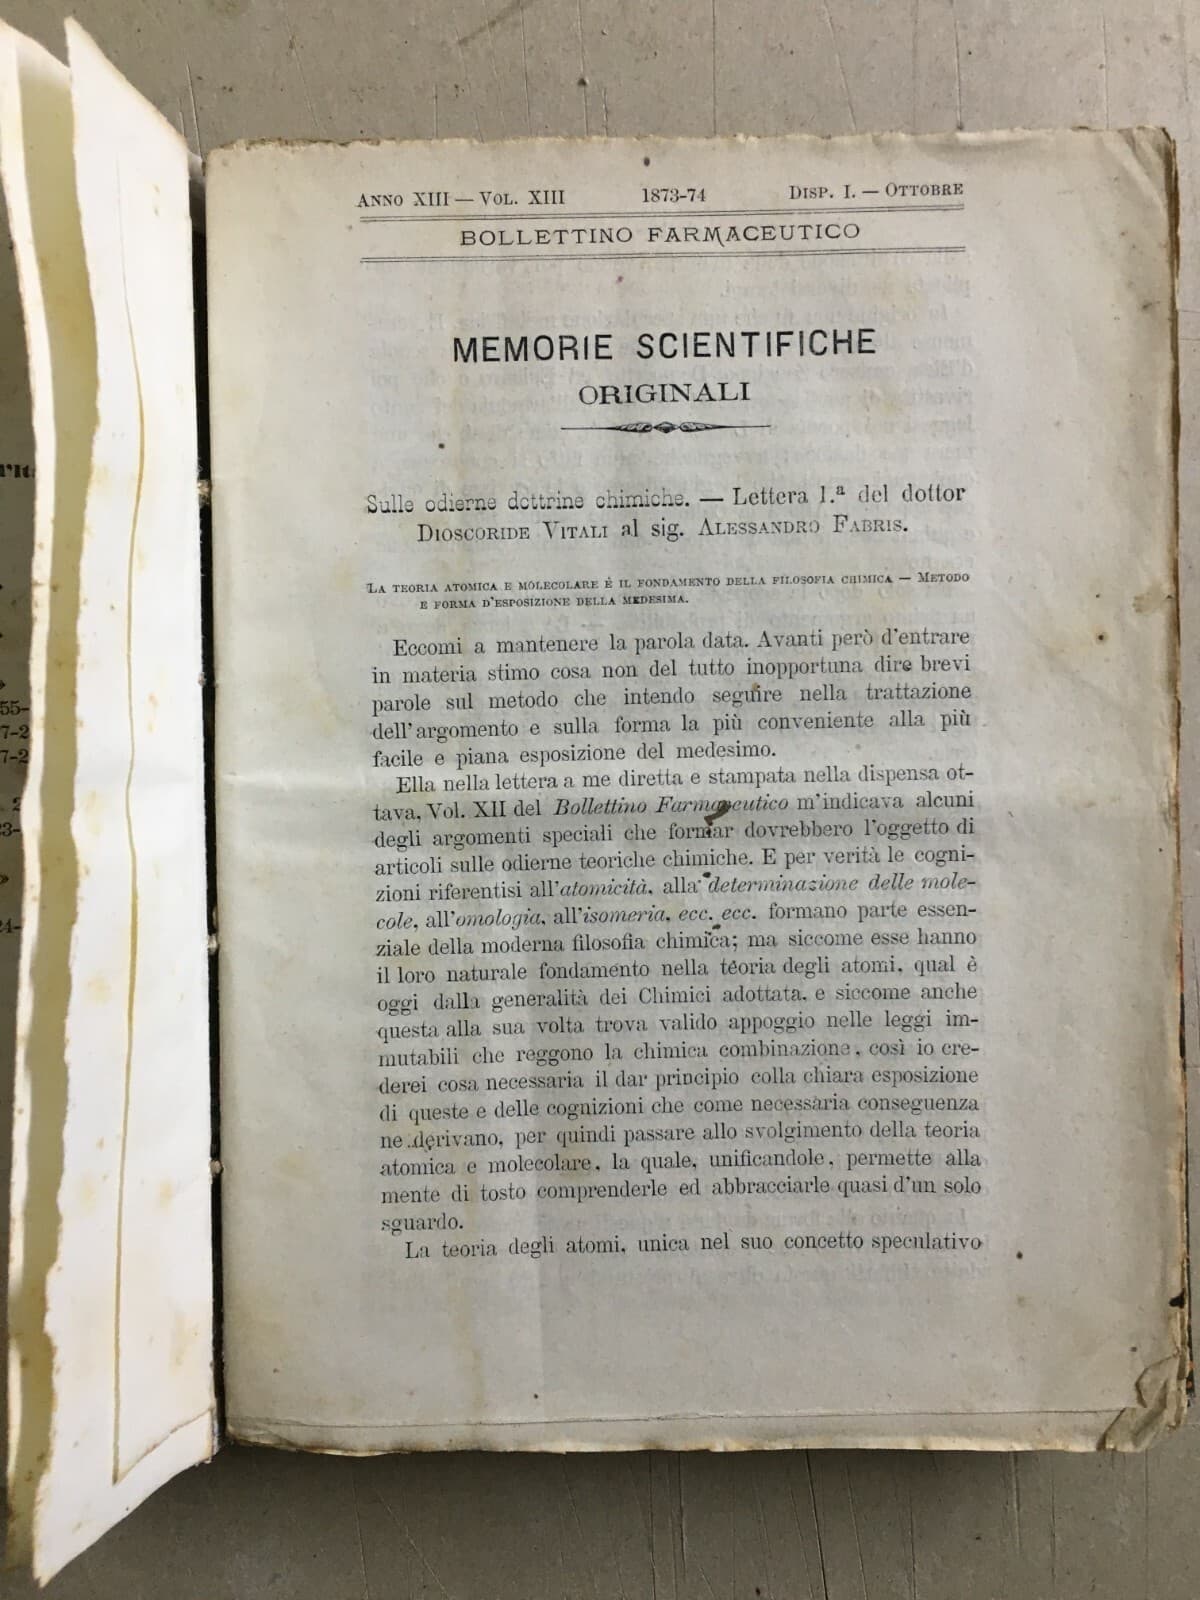 ANNO XIII — VOL. XIII 1873-74 DISP. I. — OTTOBRE
BOLLETTINO FARMACEUTICO
MEMORIE SCIENTIFICHE
ORIGINALI
Sulle odierne dottrine chimiche. — Lettera 1.ª del dottor
DIOSCORIDE VITALI al sig. ALESSANDRO FABRIS.
LA TEORIA ATOMICA E MOLECOLARE È IL FONDAMENTO DELLA FILOSOFIA CHIMICA — METODO
E FORMA D'ESPOSIZIONE DELLA MEDESIMA.
Eccomi a mantenere la parola data. Avanti però d'entrare
in materia stimo cosa non del tutto inopportuna dire brevi
parole sul metodo che intendo seguire nella trattazione
dell'argomento e sulla forma la più conveniente alla più
facile e piana esposizione del medesimo.
Ella nella lettera a me diretta e stampata nella dispensa ot-
tava, Vol. XII del Bollettino Farmaceutico m'indicava alcuni
degli argomenti speciali che formar dovrebbero l'oggetto di
articoli sulle odierne teoriche chimiche. E per verità le cogni-
zioni riferentisi all'atomicità, alla determinazione delle mole-
cole, all'omologia, all'isomeria, ecc. ecc. formano parte essen-
ziale della moderna filosofia chimica; ma siccome esse hanno
il loro naturale fondamento nella teoria degli atomi, qual è
oggi dalla generalità dei Chimici adottata, e siccome anche
questa alla sua volta trova valido appoggio nelle leggi im-
mutabili che reggono la chimica combinazione, così io cre-
derei cosa necessaria il dar principio colla chiara esposizione
di queste e delle cognizioni che come necessaria conseguenza
ne derivano, per quindi passare allo svolgimento della teoria
atomica e molecolare, la quale, unificandole, permette alla
mente di tosto comprenderle ed abbracciarle quasi d'un solo
sguardo.
La teoria degli atomi, unica nel suo concetto speculativo